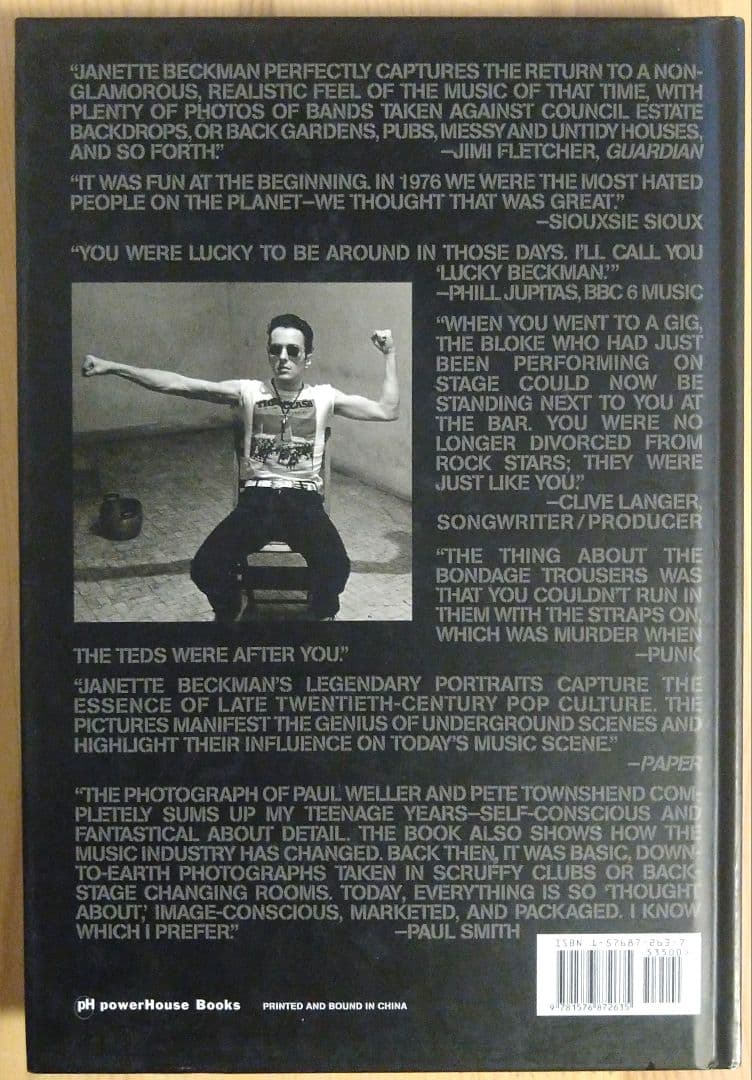 “JANETTE BECKMAN PERFECTLY CAPTURES THE RETURN TO A NON-
GLAMOROUS, REALISTIC FEEL OF THE MUSIC OF THAT TIME, WITH
PLENTY OF PHOTOS OF BANDS TAKEN AGAINST COUNCIL ESTATE
BACKDROPS, OR BACK GARDENS, PUBS, MESSY AND UNTIDY HOUSES,
AND SO FORTH.” —JIMI FLETCHER, GUARDIAN
“IT WAS FUN AT THE BEGINNING. IN 1976 WE WERE THE MOST HATED
PEOPLE ON THE PLANET—WE THOUGHT THAT WAS GREAT.”
—SIOUXSIE SIOUX
“YOU WERE LUCKY TO BE AROUND IN THOSE DAYS. I’LL CALL YOU
‘LUCKY BECKMAN.’”
—PHILL JUPITAS, BBC 6 MUSIC
“WHEN YOU WENT TO A GIG,
THE BLOKE WHO HAD JUST
BEEN PERFORMING ON
STAGE COULD NOW BE
STANDING NEXT TO YOU AT
THE BAR. YOU WERE NO
LONGER DIVORCED FROM
ROCK STARS; THEY WERE
JUST LIKE YOU.”
—CLIVE LANGER,
SONGWRITER/PRODUCER
“THE THING ABOUT THE
BONDAGE TROUSERS WAS
THAT YOU COULDN’T RUN IN
THEM WITH THE STRAPS ON,
WHICH WAS MURDER WHEN
THE TEDS WERE AFTER YOU.” —PUNK
“JANETTE BECKMAN’S LEGENDARY PORTRAITS CAPTURE THE
ESSENCE OF LATE TWENTIETH-CENTURY POP CULTURE. THE
PICTURES MANIFEST THE GENIUS OF UNDERGROUND SCENES AND
HIGHLIGHT THEIR INFLUENCE ON TODAY’S MUSIC SCENE.”
—PAPER
“THE PHOTOGRAPH OF PAUL WELLER AND PETE TOWNSHEND COM-
PLETELY SUMS UP MY TEENAGE YEARS—SELF-CONSCIOUS AND
FANTASTICAL ABOUT DETAIL. THE BOOK ALSO SHOWS HOW THE
MUSIC INDUSTRY HAS CHANGED. BACK THEN, IT WAS BASIC, DOWN-
TO-EARTH PHOTOGRAPHS TAKEN IN SCRUFFY CLUBS OR BACK-
STAGE CHANGING ROOMS. TODAY, EVERYTHING IS SO ‘THOUGHT
ABOUT,’ IMAGE-CONSCIOUS, MARKETED, AND PACKAGED. I KNOW
WHICH I PREFER.” —PAUL SMITH
ISBN 1-57687-263-7
53500
9 781576 872635
pH powerHouse Books PRINTED AND BOUND IN CHINA